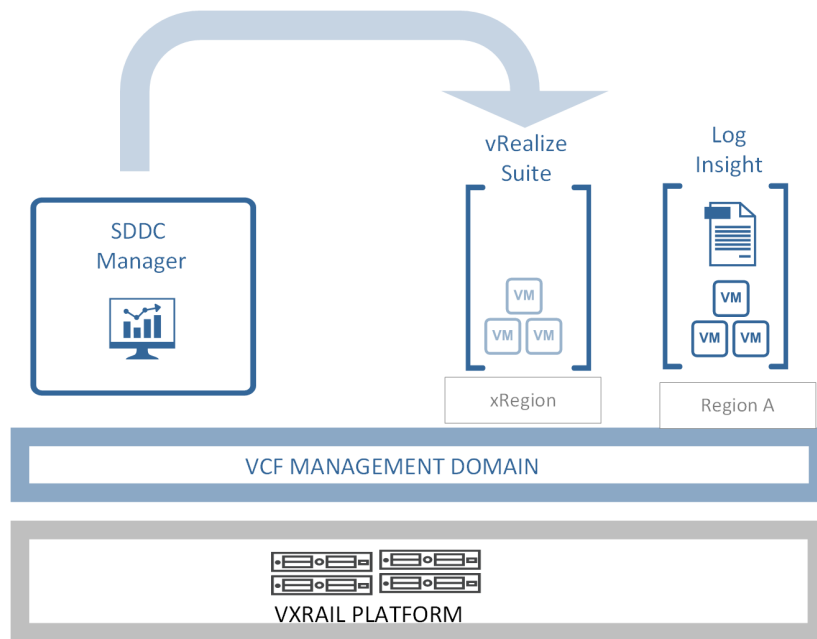 vRealize
Suite
Log
Insight
SDDC
Manager
VM
VM VM
VM
VM VM
xRegion
Region A
VCF MANAGEMENT DOMAIN
VXRAIL PLATFORM